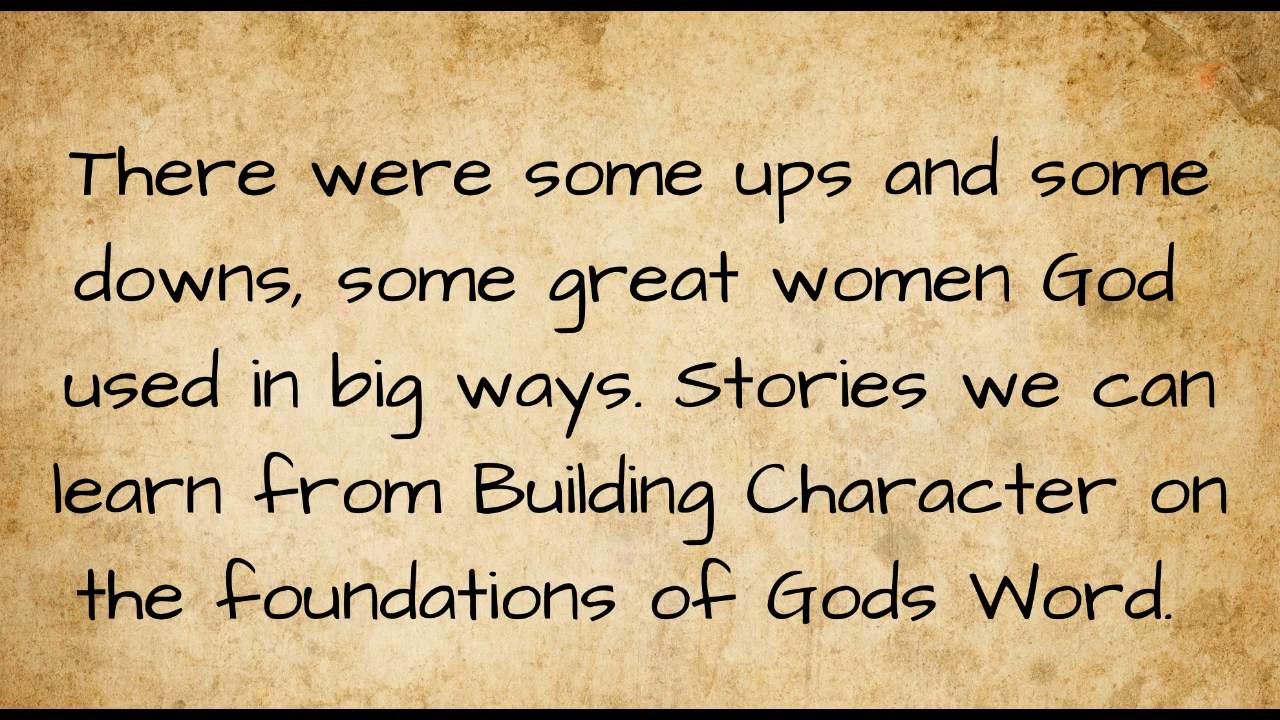 There were some ups and some
downs, some great women God
used in big ways. Stories we can
learn from Building Character on
the foundations of Gods Word.